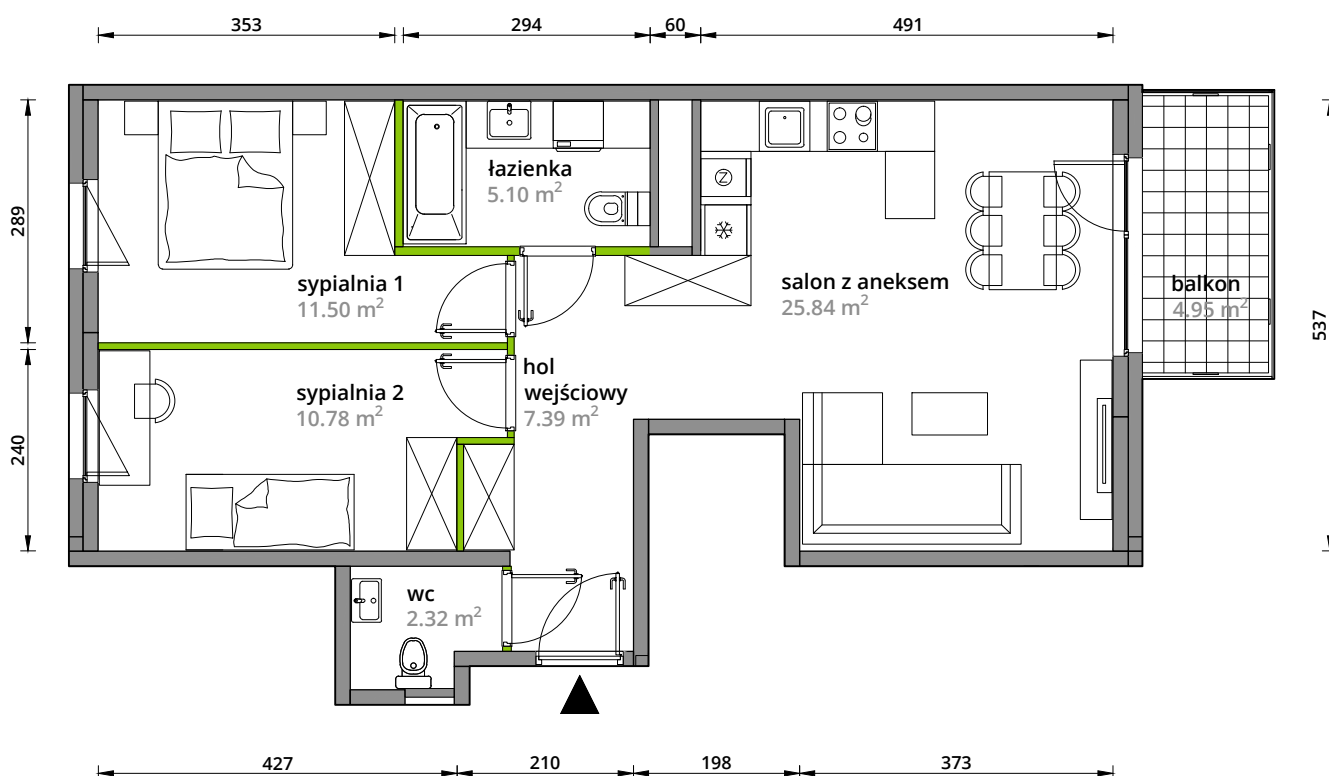 353
294
60
491
289
240
537
łazienka
5.10 m²
sypialnia 1
11.50 m²
salon z aneksem
25.84 m²
balkon
4.95 m²
Z
sypialnia 2
10.78 m²
hol
wejściowy
7.39 m²
wc
2.32 m²
427
210
198
373